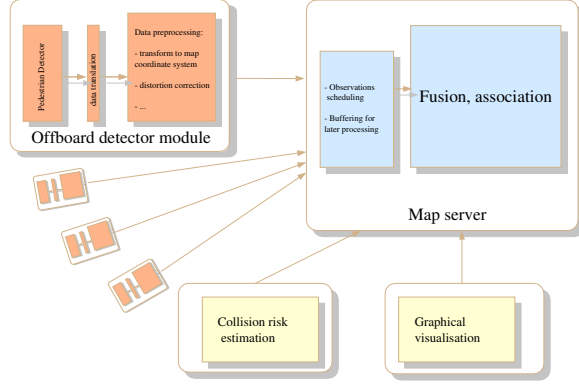 Pedestrian Detector
data translation
Data preprocessing:
- transform to map
coordinate system
- distortion correction
- ...
Offboard detector module
- Observations
scheduling
- Buffering for
later processing
Fusion, association
Map server
Collision risk
estimation
Graphical
visualisation